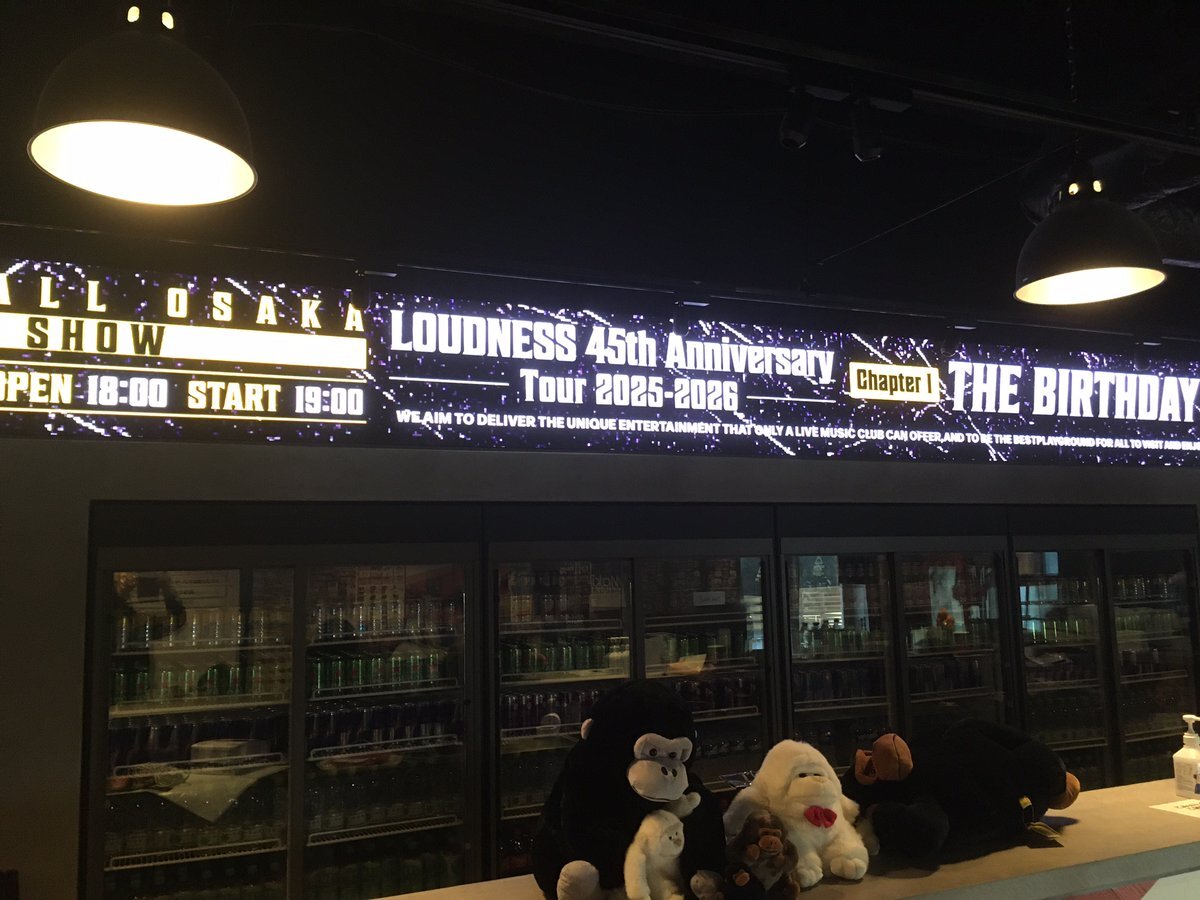 ALL OSAKA
SHOW
OPEN 18:00 START 19:00
LOUDNESS 45th Anniversary
Tour 2025-2026
Chapter I
THE BIRTHDAY
WE AIM TO DELIVER THE UNIQUE ENTERTAINMENT THAT ONLY A LIVE MUSIC CLUB CAN OFFER,AND TO BE THE BESTPLAYGROUND FOR ALL TO VISIT AND